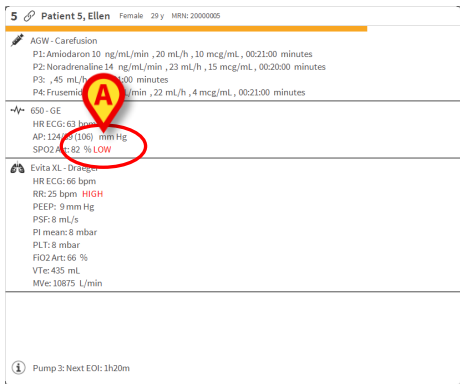 5 Patient 5, Ellen Female 29 y MRN: 20000005
AGW - Carefusion
P1: Amiodaron 10 ng/mL/min , 20 mL/h , 10 mcg/mL , 00:21:00 minutes
P2: Noradrenaline 14 ng/mL/min , 23 mL/h , 15 mcg/mL , 00:20:00 minutes
P3: , 45 mL/h :00 minutes
P4: Frusemid /min , 22 mL/h , 4 mcg/mL , 00:21:00 minutes
A
650 - GE
HR ECG: 63 bpm
AP: 124/ (106) mm Hg
SPO2 Art: 82 % LOW
Evita XL - Draeger
HR ECG: 66 bpm
RR: 25 bpm HIGH
PEEP: 9 mm Hg
PSF: 8 mL/s
PI mean: 8 mbar
PLT: 8 mbar
FiO2 Art: 66 %
VTe: 435 mL
MVe: 10875 L/min
Pump 3: Next EOI: 1h20m